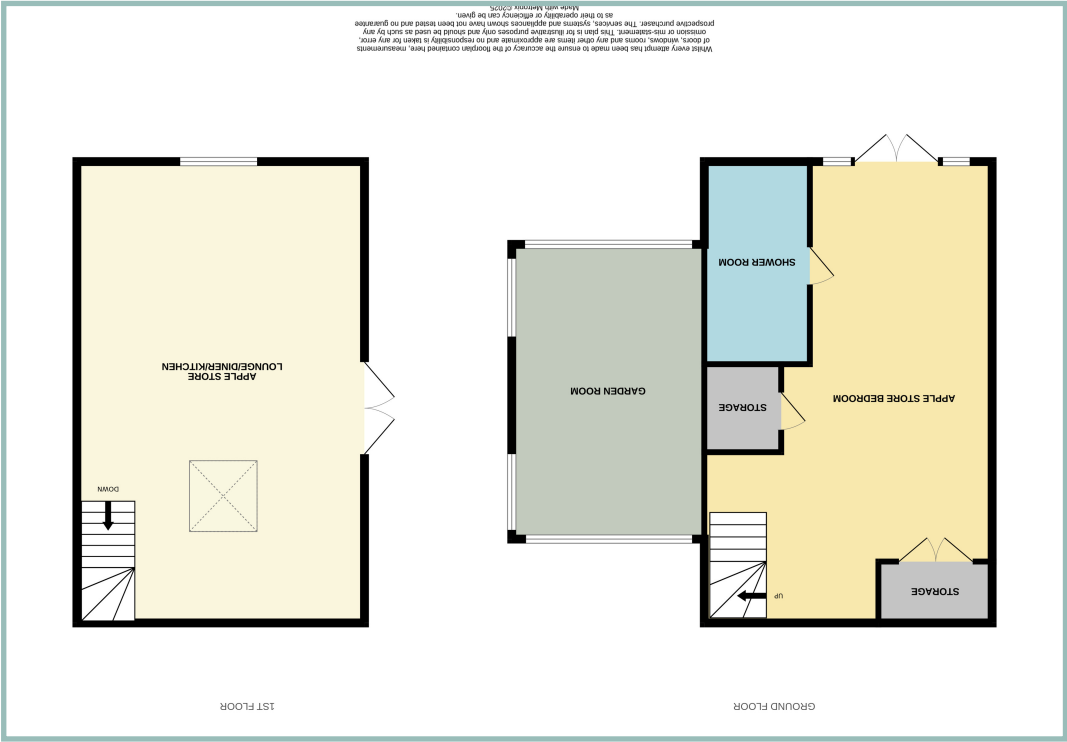 GROUND FLOOR
1ST FLOOR
STORAGE
UP
APPLE STORE BEDROOM
STORAGE
GARDEN ROOM
SHOWER ROOM
DOWN
APPLE STORE
LOUNGE/DINER/KITCHEN
Whilst every attempt has been made to ensure the accuracy of the floorplan contained here, measurements
of doors, windows, rooms and any other items are approximate and no responsibility is taken for any error,
omission or mis-statement. This plan is for illustrative purposes only and should be used as such by any
prospective purchaser. The services, systems and appliances shown have not been tested and no guarantee
as to their operability or efficiency can be given.
Made with Metropix ©2025